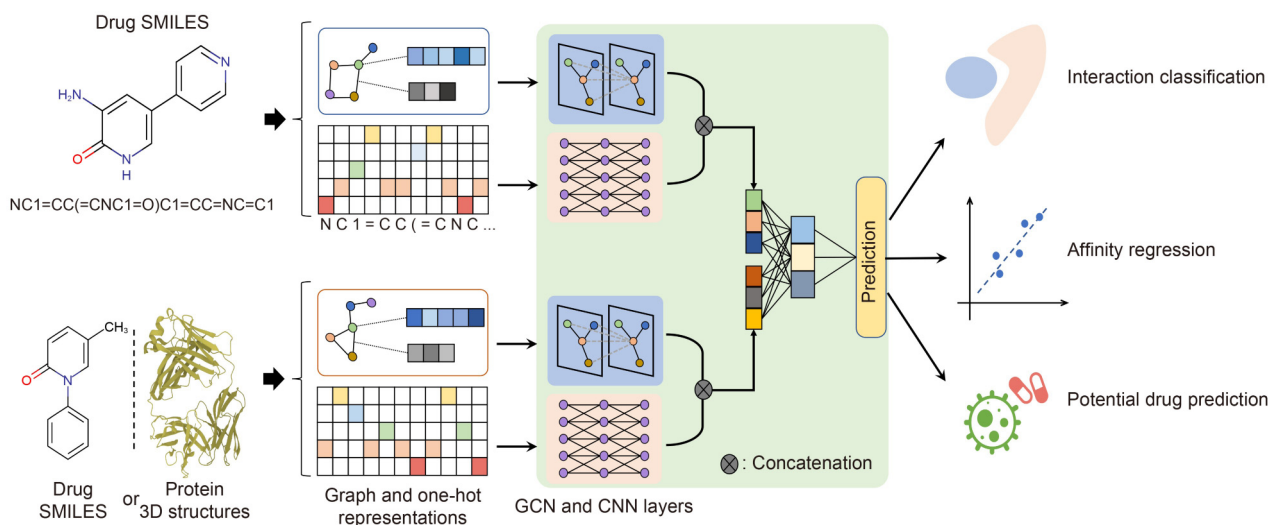 Drug SMILES
N
H₂N
O
N
H
NC1=CC(=CNC1=O)C1=CC=NC=C1
N C 1 = C C ( = C N C ...
CH₃
O
N
Drug
SMILES
or
Protein
3D structures
Graph and one-hot
representations
GCN and CNN layers
: Concatenation
Prediction
Interaction classification
Affinity regression
Potential drug prediction